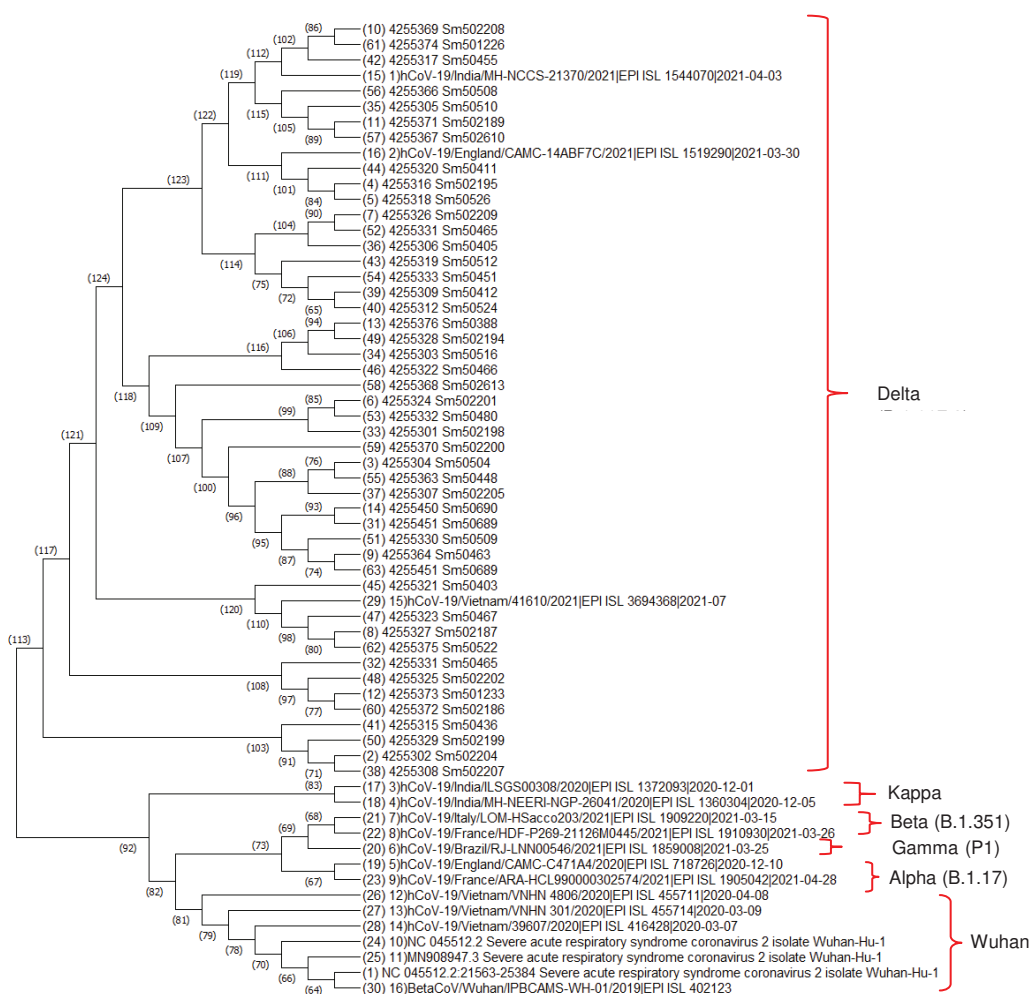 (10) 4255369 Sm502208
(61) 4255374 Sm501226
(42) 4255317 Sm50455
(15) 1)hCoV-19/India/MH-NCCS-21370/2021|EPI ISL 1544070|2021-04-03
(56) 4255366 Sm50508
(35) 4255305 Sm50510
(11) 4255371 Sm502189
(57) 4255367 Sm502610
(16) 2)hCoV-19/England/CAMC-14ABF7C/2021|EPI ISL 1519290|2021-03-30
(44) 4255320 Sm50411
(4) 4255316 Sm502195
(5) 4255318 Sm50526
(7) 4255326 Sm502209
(52) 4255331 Sm50465
(36) 4255306 Sm50405
(43) 4255319 Sm50512
(54) 4255333 Sm50451
(39) 4255309 Sm50412
(40) 4255312 Sm50524
(13) 4255376 Sm50388
(49) 4255328 Sm502194
(34) 4255303 Sm50516
(46) 4255322 Sm50466
(58) 4255368 Sm502613
(6) 4255324 Sm502201
(53) 4255332 Sm50480
(33) 4255301 Sm502198
(59) 4255370 Sm502200
(3) 4255304 Sm50504
(55) 4255363 Sm50448
(37) 4255307 Sm502205
(14) 4255450 Sm50690
(31) 4255451 Sm50689
(51) 4255330 Sm50509
(9) 4255364 Sm50463
(63) 4255451 Sm50689
(45) 4255321 Sm50403
(29) 15)hCoV-19/Vietnam/41610/2021|EPI ISL 3694368|2021-07
(47) 4255323 Sm50467
(8) 4255327 Sm502187
(62) 4255375 Sm50522
(32) 4255331 Sm50465
(48) 4255325 Sm502202
(12) 4255373 Sm501233
(60) 4255372 Sm502186
(41) 4255315 Sm50436
(50) 4255329 Sm502199
(2) 4255302 Sm502204
(38) 4255308 Sm502207
(17) 3)hCoV-19/India/ILSGS00308/2020|EPI ISL 1372093|2020-12-01
(18) 4)hCoV-19/India/MH-NEERI-NGP-26041/2020|EPI ISL 1360304|2020-12-05
(21) 7)hCoV-19/Italy/LOM-HSacco203/2021|EPI ISL 1909220|2021-03-15
(22) 8)hCoV-19/France/HDF-P269-21126M0445/2021|EPI ISL 1910930|2021-03-26
(20) 6)hCoV-19/Brazil/RJ-LNN00546/2021|EPI ISL 1859008|2021-03-25
(19) 5)hCoV-19/England/CAMC-C471A4/2020|EPI ISL 718726|2020-12-10
(23) 9)hCoV-19/France/ARA-HCL990000302574/2021|EPI ISL 1905042|2021-04-28
(26) 12)hCoV-19/Vietnam/VNHN 4806/2020|EPI ISL 455711|2020-04-08
(27) 13)hCoV-19/Vietnam/VNHN 301/2020|EPI ISL 455714|2020-03-09
(28) 14)hCoV-19/Vietnam/39607/2020|EPI ISL 416428|2020-03-07
(24) 10)NC 045512.2 Severe acute respiratory syndrome coronavirus 2 isolate Wuhan-Hu-1
(25) 11)MN908947.3 Severe acute respiratory syndrome coronavirus 2 isolate Wuhan-Hu-1
(1) NC 045512.2:21563-25384 Severe acute respiratory syndrome coronavirus 2 isolate Wuhan-Hu-1
(30) 16)BetaCoV/Wuhan/IPBCAMS-WH-01/2019|EPI ISL 402123
(86)
(102)
(112)
(119)
(115)
(105)
(89)
(122)
(111)
(101)
(84)
(123)
(90)
(104)
(114)
(75)
(72)
(65)
(124)
(94)
(106)
(116)
(118)
(85)
(99)
(109)
(107)
(76)
(88)
(100)
(93)
(96)
(95)
(87)
(74)
(121)
(120)
(110)
(98)
(80)
(117)
(108)
(97)
(77)
(113)
(103)
(91)
(71)
(83)
(68)
(69)
(73)
(92)
(67)
(82)
(81)
(79)
(78)
(70)
(66)
(64)
Delta
Kappa
Beta (B.1.351)
Gamma (P1)
Alpha (B.1.17)
Wuhan